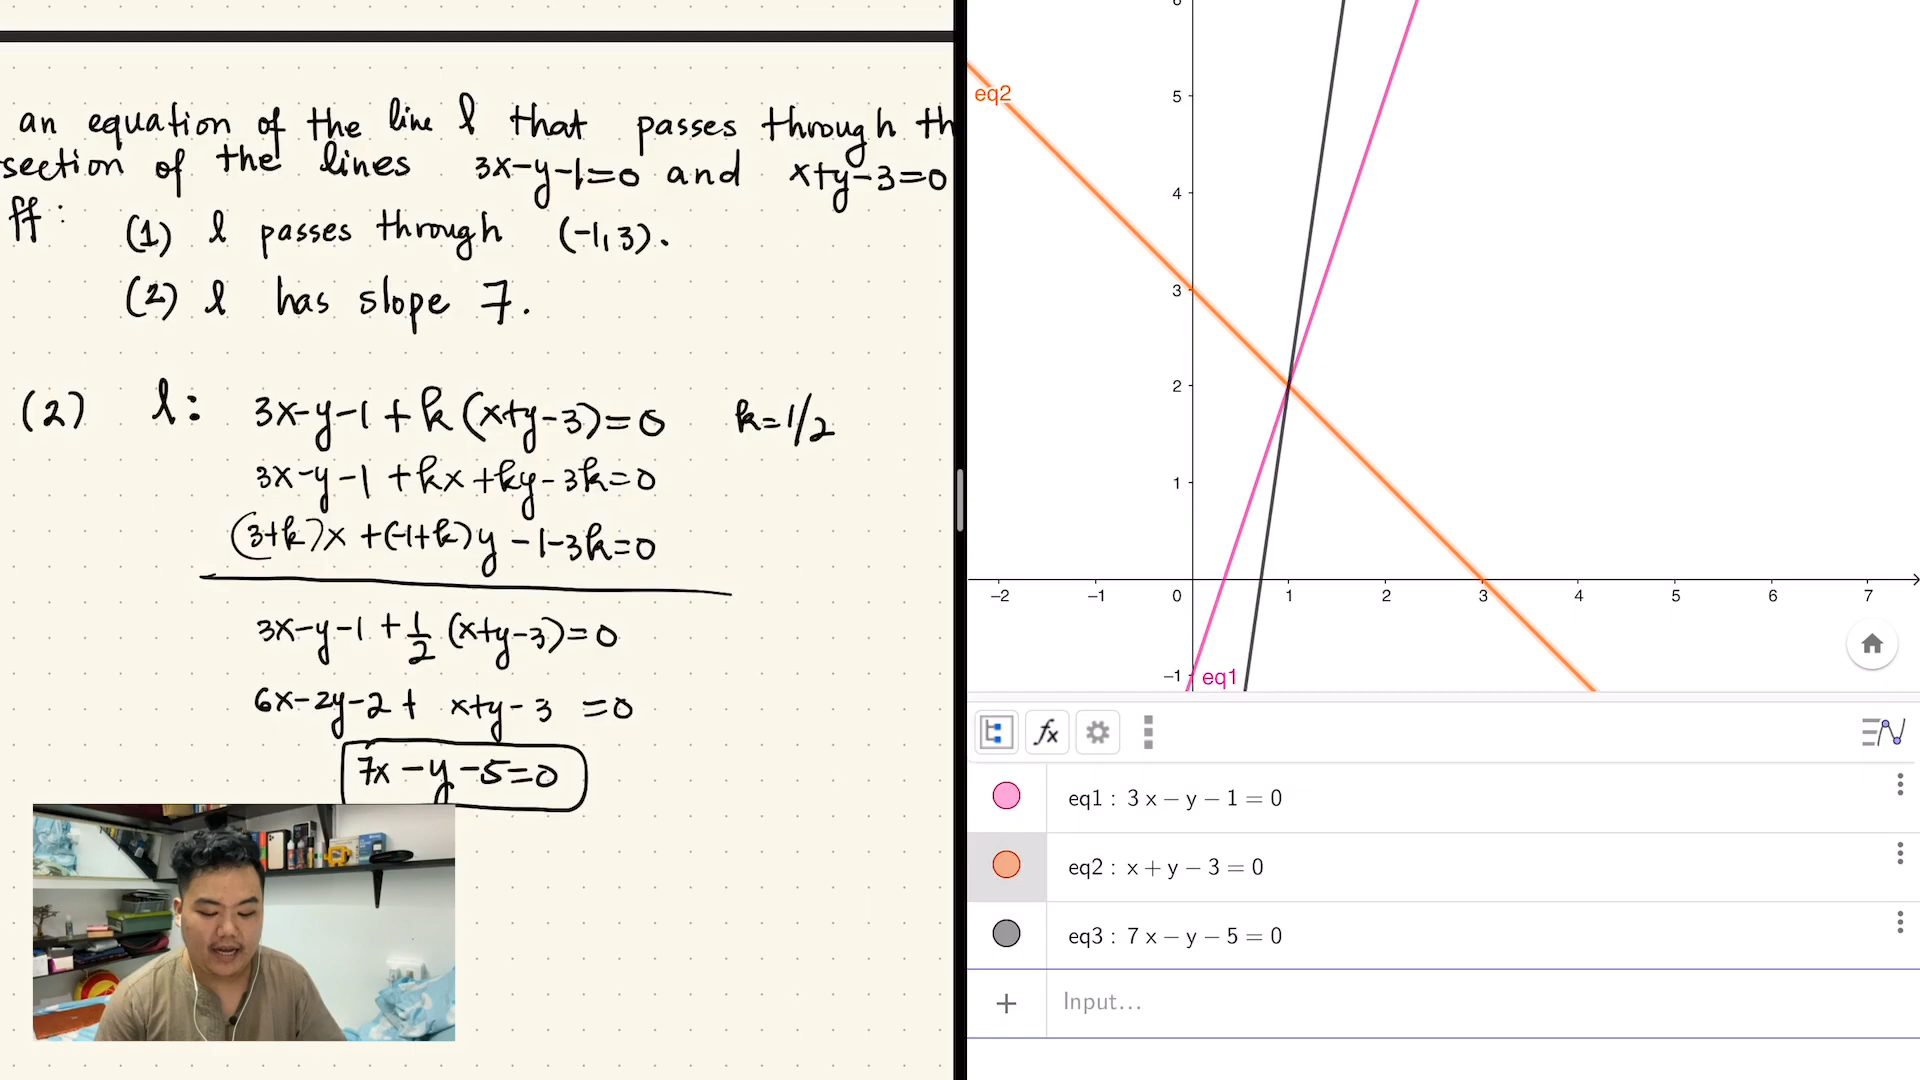 an equation of the line l that passes through th
section of the lines 3x-y-1=0 and x+y-3=0
ff: (1) l passes through (-1,3).
(2) l has slope 7.
(2) l: 3x-y-1+k(x+y-3)=0 k=1/2
3x-y-1+kx+ky-3k=0
(3+k)x+(-1+k)y-1-3k=0
3x-y-1+1/2(x+y-3)=0
6x-2y-2+ x+y-3 =0
7x-y-5=0
6
eq2
5
4
3
2
1
−2 −1 0 1 2 3 4 5 6 7
−1 eq1
fx
eq1 : 3 x − y − 1 = 0
eq2 : x + y − 3 = 0
eq3 : 7 x − y − 5 = 0
+ Input...